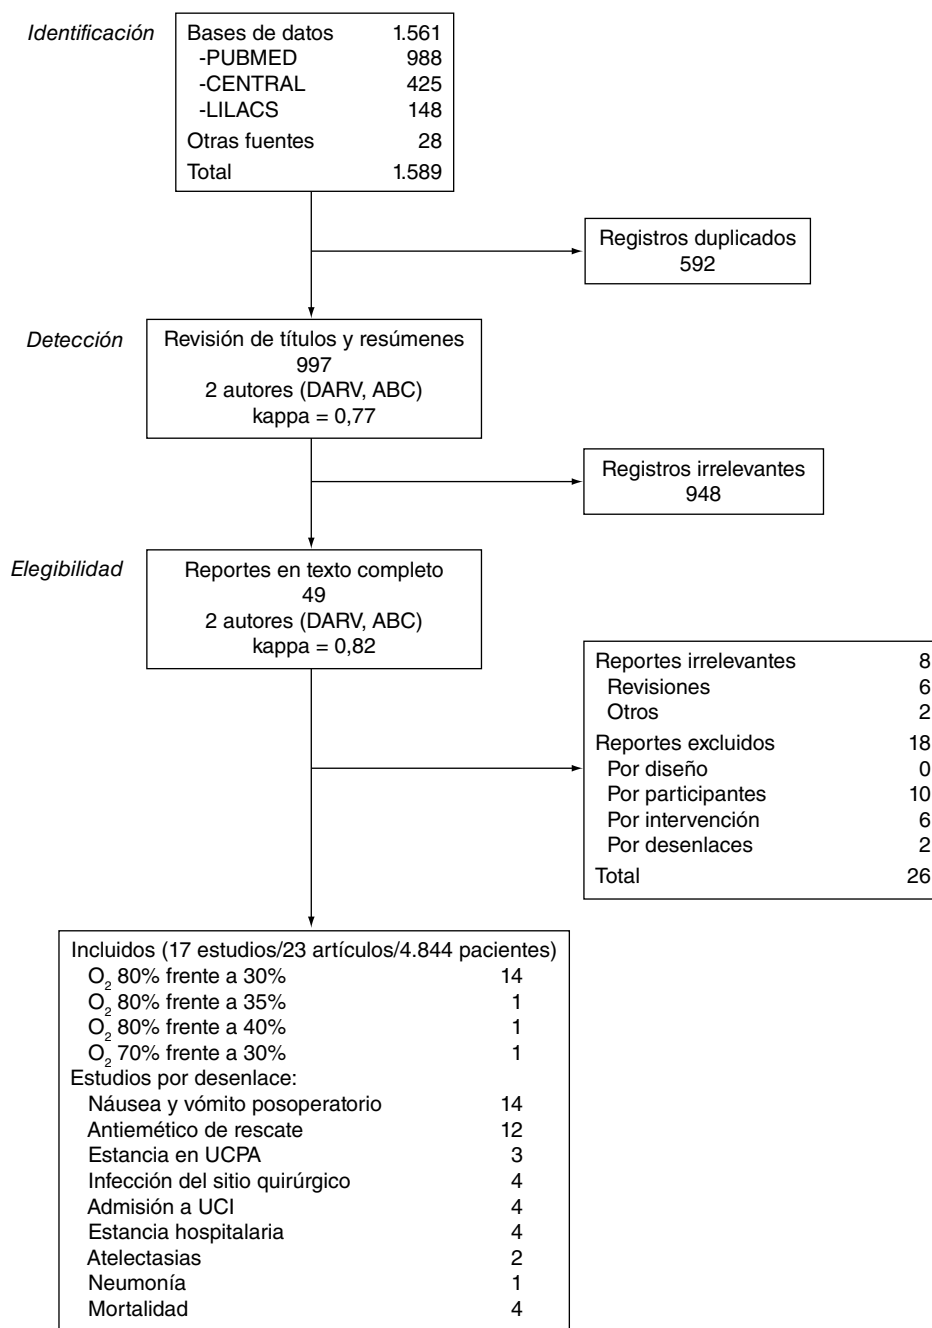 Identificación
Bases de datos 1.561
-PUBMED 988
-CENTRAL 425
-LILACS 148
Otras fuentes 28
Total 1.589
Registros duplicados
592
Detección
Revisión de títulos y resúmenes
997
2 autores (DARV, ABC)
kappa = 0,77
Registros irrelevantes
948
Elegibilidad
Reportes en texto completo
49
2 autores (DARV, ABC)
kappa = 0,82
Reportes irrelevantes 8
Revisiones 6
Otros 2
Reportes excluidos 18
Por diseño 0
Por participantes 10
Por intervención 6
Por desenlaces 2
Total 26
Incluidos (17 estudios/23 artículos/4.844 pacientes)
O2 80% frente a 30% 14
O2 80% frente a 35% 1
O2 80% frente a 40% 1
O2 70% frente a 30% 1
Estudios por desenlace:
Náusea y vómito posoperatorio 14
Antiemético de rescate 12
Estancia en UCPA 3
Infección del sitio quirúrgico 4
Admisión a UCI 4
Estancia hospitalaria 4
Atelectasias 2
Neumonía 1
Mortalidad 4